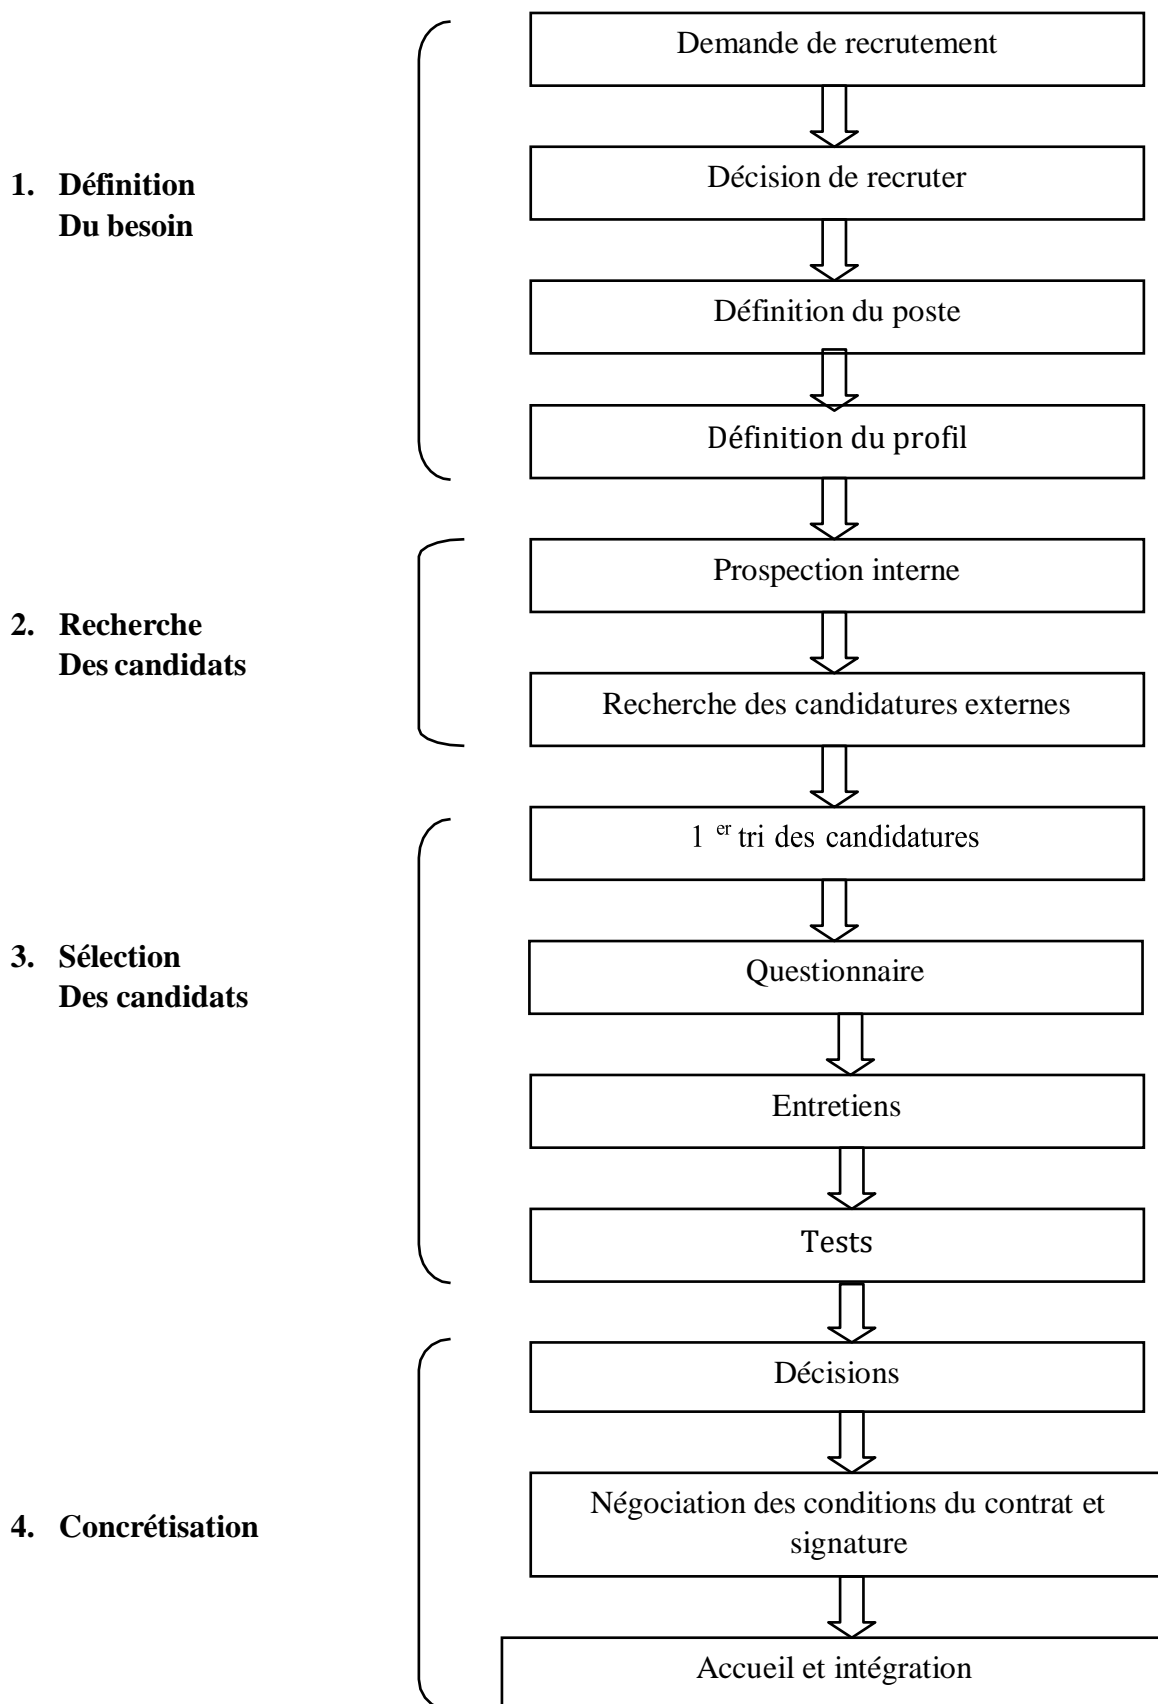 Demande de recrutement
Décision de recruter
1. Définition
Du besoin
Définition du poste
Définition du profil
Prospection interne
2. Recherche
Des candidats
Recherche des candidatures externes
1 er tri des candidatures
3. Sélection
Des candidats
Questionnaire
Entretiens
Tests
Décisions
4. Concrétisation
Négociation des conditions du contrat et
signature
Accueil et intégration